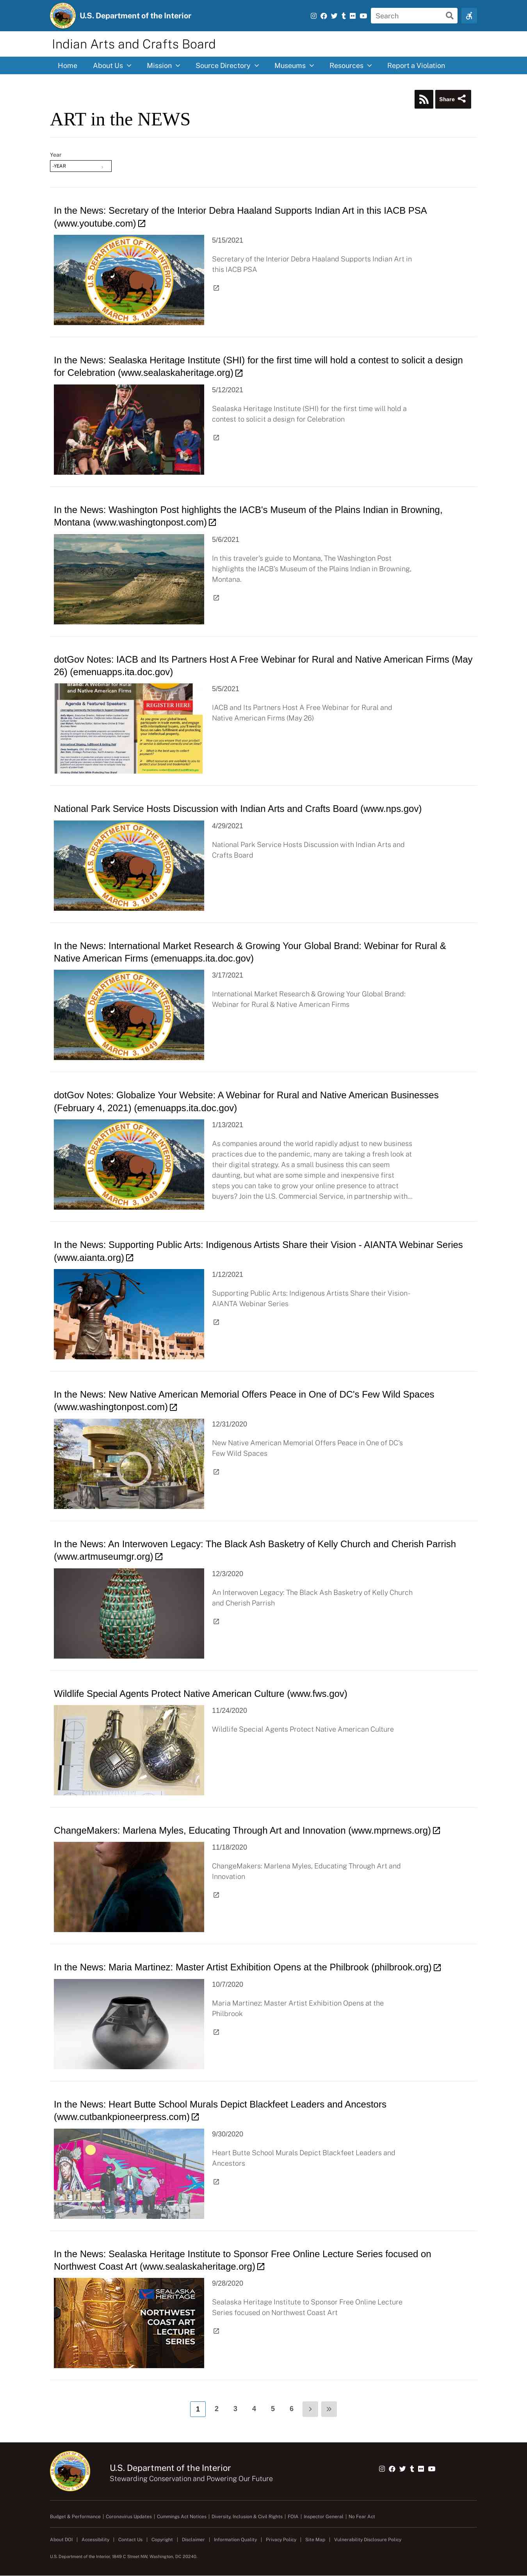 U.S. Department of the Interior
Search
Indian Arts and Crafts Board
Home
About Us
Mission
Source Directory
Museums
Resources
Report a Violation
Share
ART in the NEWS
Year
-YEAR
In the News: Secretary of the Interior Debra Haaland Supports Indian Art in this IACB PSA
(www.youtube.com)
MARCH 3, 1849
5/15/2021
Secretary of the Interior Debra Haaland Supports Indian Art in
this IACB PSA
In the News: Sealaska Heritage Institute (SHI) for the first time will hold a contest to solicit a design
for Celebration (www.sealaskaheritage.org)
5/12/2021
Sealaska Heritage Institute (SHI) for the first time will hold a
contest to solicit design for Celebration
In the News: Washington Post highlights the IACB's Museum of the Plains Indian in Browning,
Montana (www.washingtonpost.com)
5/6/2021
In this traveler's guide to Montana, The Washington Post
highlights the IACB's Museum of the Plains Indian in Browning,
Montana.
dotGov Notes: IACB and Its Partners Host A Free Webinar for Rural and Native American Firms (May
26) (emenuapps.ita.doc.gov)
and Native American Firms
Agenda & Featured Speakers:
REGISTER HERE
5/5/2021
IACB and Its Partners Host A Free Webinar for Rural and
Native American Firms (May 26)
National Park Service Hosts Discussion with Indian Arts and Crafts Board (www.nps.gov)
MARCH 3, 1849
4/29/2021
National Park Service Hosts Discussion with Indian Arts and
Crafts Board
In the News: International Market Research & Growing Your Global Brand: Webinar for Rural &
Native American Firms (emenuapps.ita.doc.gov)
MARCH 3, 1849
3/17/2021
International Market Research & Growing Your Global Brand:
Webinar for Rural & Native American Firms
dotGov Notes: Globalize Your Website: A Webinar for Rural and Native American Businesses
(February 4, 2021) (emenuapps.ita.doc.gov)
MARCH 3, 1849
1/13/2021
As companies around the world rapidly adjust to new business
practices due to the pandemic, many are taking a fresh look at
their digital strategy. As a small business this can seem
daunting, but what are some simple and inexpensive first
steps you can take to grow your online presence to attract
buyers? Join the U.S. Commercial Service, in partnership with...
In the News: Supporting Public Arts: Indigenous Artists Share their Vision - AIANTA Webinar Series
(www.aianta.org)
1/12/2021
Supporting Public Arts: Indigenous Artists Share their Vision-
AIANTA Webinar Series
In the News: New Native American Memorial Offers Peace in One of DC's Few Wild Spaces
(www.washingtonpost.com)
12/31/2020
New Native American Memorial Offers Peace in One of DC's
Few Wild Spaces
In the News: An Interwoven Legacy: The Black Ash Basketry of Kelly Church and Cherish Parrish
(www.artmuseumgr.org)
12/3/2020
An Interwoven Legacy: The Black Ash Basketry of Kelly Church
and Cherish Parrish
Wildlife Special Agents Protect Native American Culture (www.fws.gov)
11/24/2020
Wildlife Special Agents Protect Native American Culture
ChangeMakers: Marlena Myles, Educating Through Art and Innovation (www.mprnews.org)
11/18/2020
ChangeMakers: Marlena Myles, Educating Through Art and
Innovation
In the News: Maria Martinez: Master Artist Exhibition Opens at the Philbrook (philbrook.org)
10/7/2020
Maria Martinez: Master Artist Exhibition Opens at the
Philbrook
In the News: Heart Butte School Murals Depict Blackfeet Leaders and Ancestors
(www.cutbankpioneerpress.com)
9/30/2020
Heart Butte School Murals Depict Blackfeet Leaders and
Ancestors
In the News: Sealaska Heritage Institute to Sponsor Free Online Lecture Series focused on
Northwest Coast Art (www.sealaskaheritage.org)
SEALASKA
HERITAGE
NORTHWEST
COAST ART
LECTURE
SERIES
9/28/2020
Sealaska Heritage Institute to Sponsor Free Online Lecture
Series focused on Northwest Coast Art
1 2 3 4 5 6 › »
U.S. Department of the Interior
Stewarding Conservation and Powering Our Future
Budget & Performance | Coronavirus Updates | Cummings Act Notices | Diversity, Inclusion & Civil Rights | FOIA | Inspector General | No Fear Act
About DOI | Accessibility | Contact Us | Copyright | Disclaimer | Information Quality | Privacy Policy | Site Map | Vulnerability Disclosure Policy
U.S. Department of the Interior, 1849 C Street NW, Washington, DC 20240.